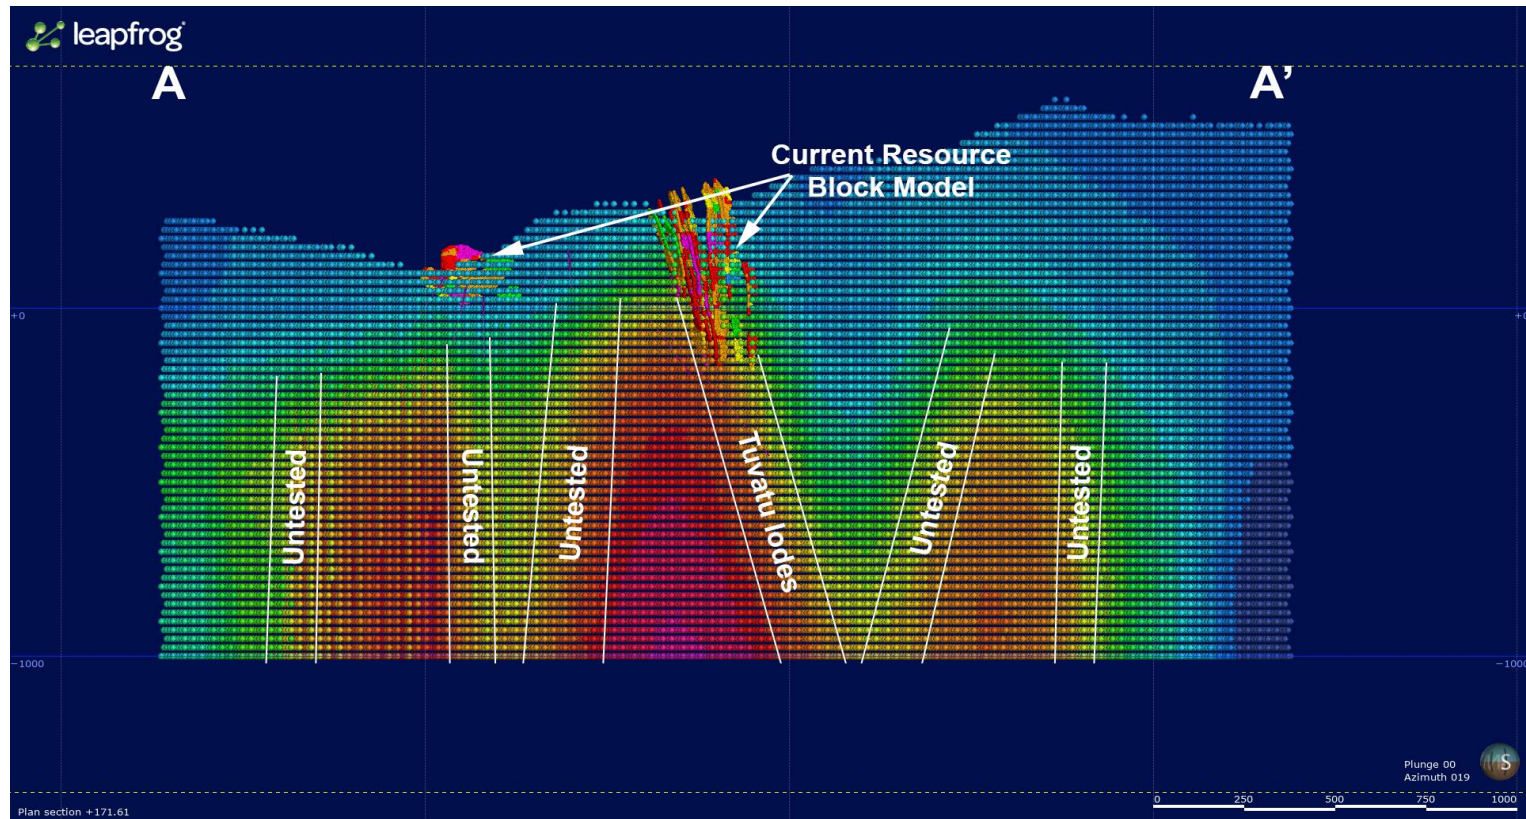 leapfrog
A
A’
Current Resource
Block Model
+0
+0
Untested
Untested
Untested
Tuvatu lodes
Untested
Untested
-1000
-1000
S
Plunge 00
Azimuth 019
0 250 500 750 1000
Plan section +171.61